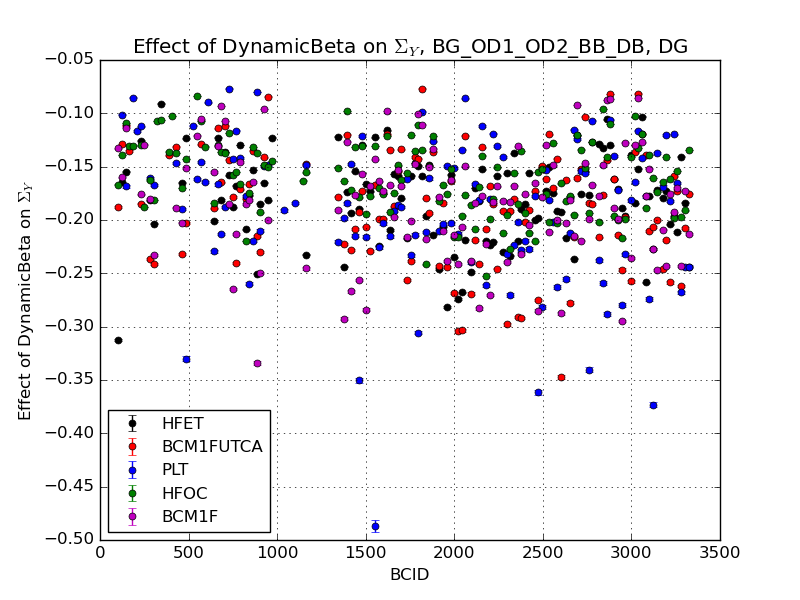 Effect of DynamicBeta on Σ_Y, BG_OD1_OD2_BB_DB, DG
Effect of DynamicBeta on Σ_Y
−0.05
−0.10
−0.15
−0.20
−0.25
−0.30
−0.35
−0.40
−0.45
−0.50
HFET
BCM1FUTCA
PLT
HFOC
BCM1F
0 500 1000 1500 2000 2500 3000 3500
BCID